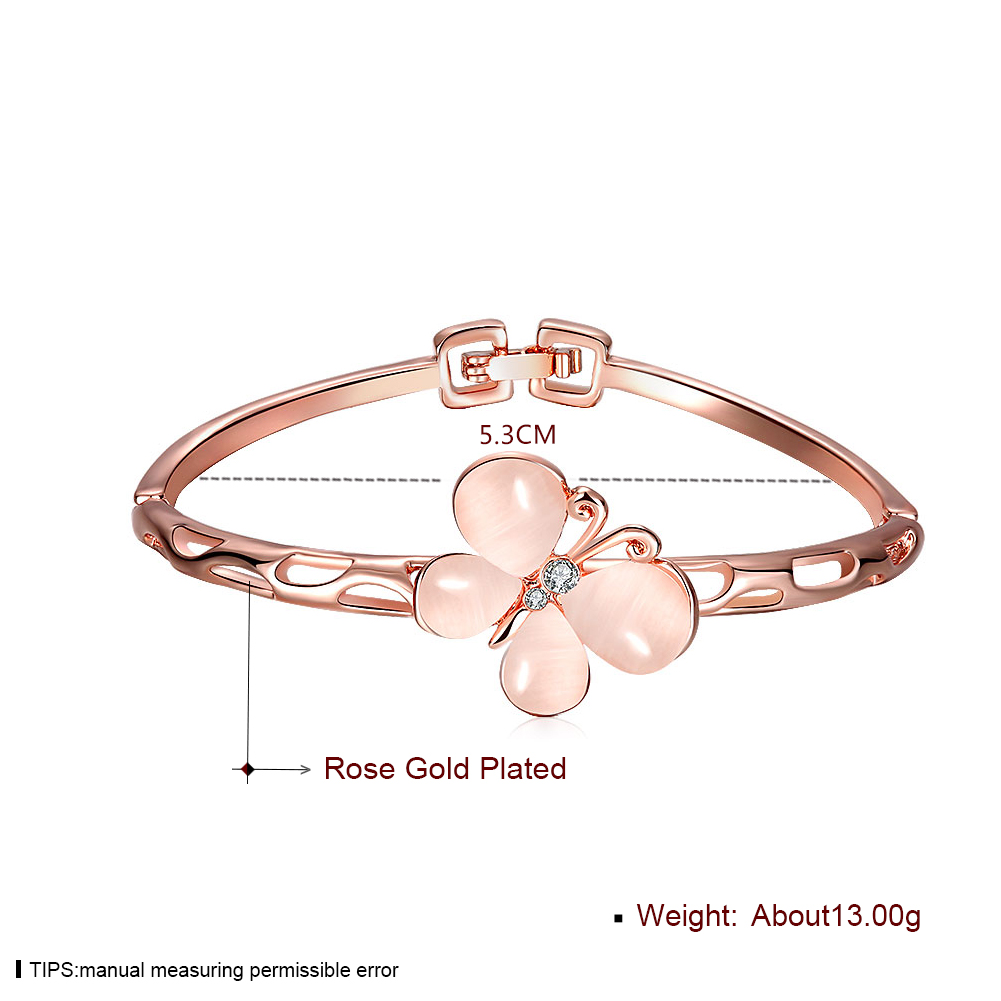 5.3CM
Rose Gold Plated
Weight: About13.00g
TIPS:manual measuring permissible error